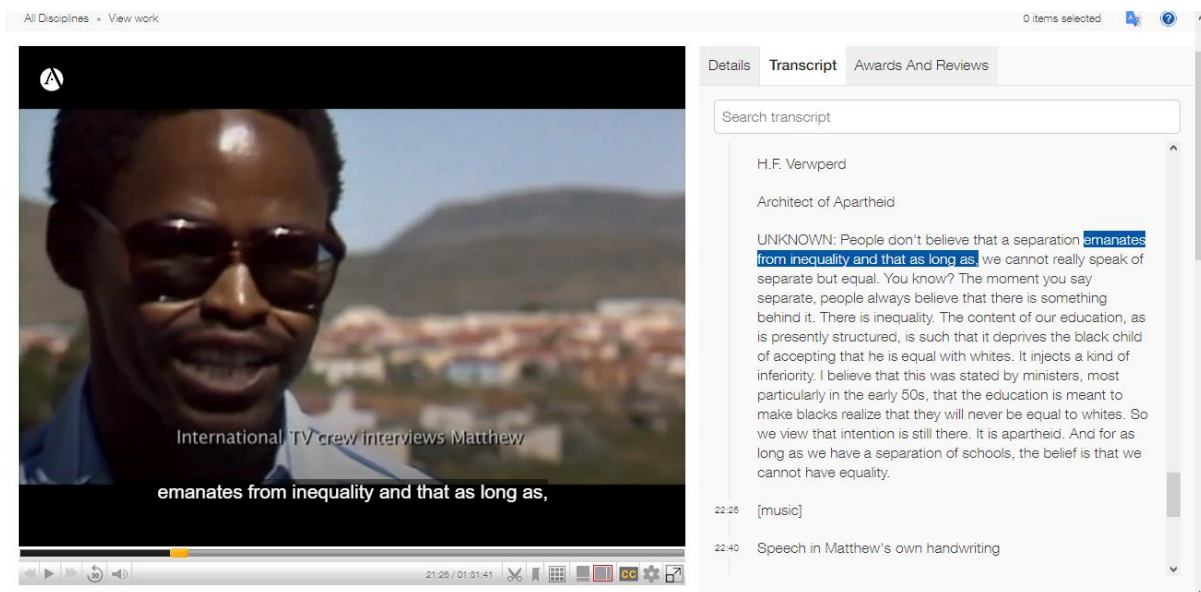 All Disciplines » View work
0 items selected
Details
Transcript
Awards And Reviews
Search transcript
International TV crew interviews Matthew
emanates from inequality and that as long as,
H.F. Verwperd
Architect of Apartheid
UNKNOWN: People don't believe that a separation emanates
from inequality and that as long as, we cannot really speak of
separate but equal. You know? The moment you say
separate, people always believe that there is something
behind it. There is inequality. The content of our education, as
is presently structured, is such that it deprives the black child
of accepting that he is equal with whites. It injects a kind of
inferiority. I believe that this was stated by ministers, most
particularly in the early 50s, that the education is meant to
make blacks realize that they will never be equal to whites. So
we view that intention is still there. It is apartheid. And for as
long as we have a separation of schools, the belief is that we
cannot have equality.
22:26 [music]
22:40 Speech in Matthew's own handwriting
30
21:26 / 01:31:41
CC